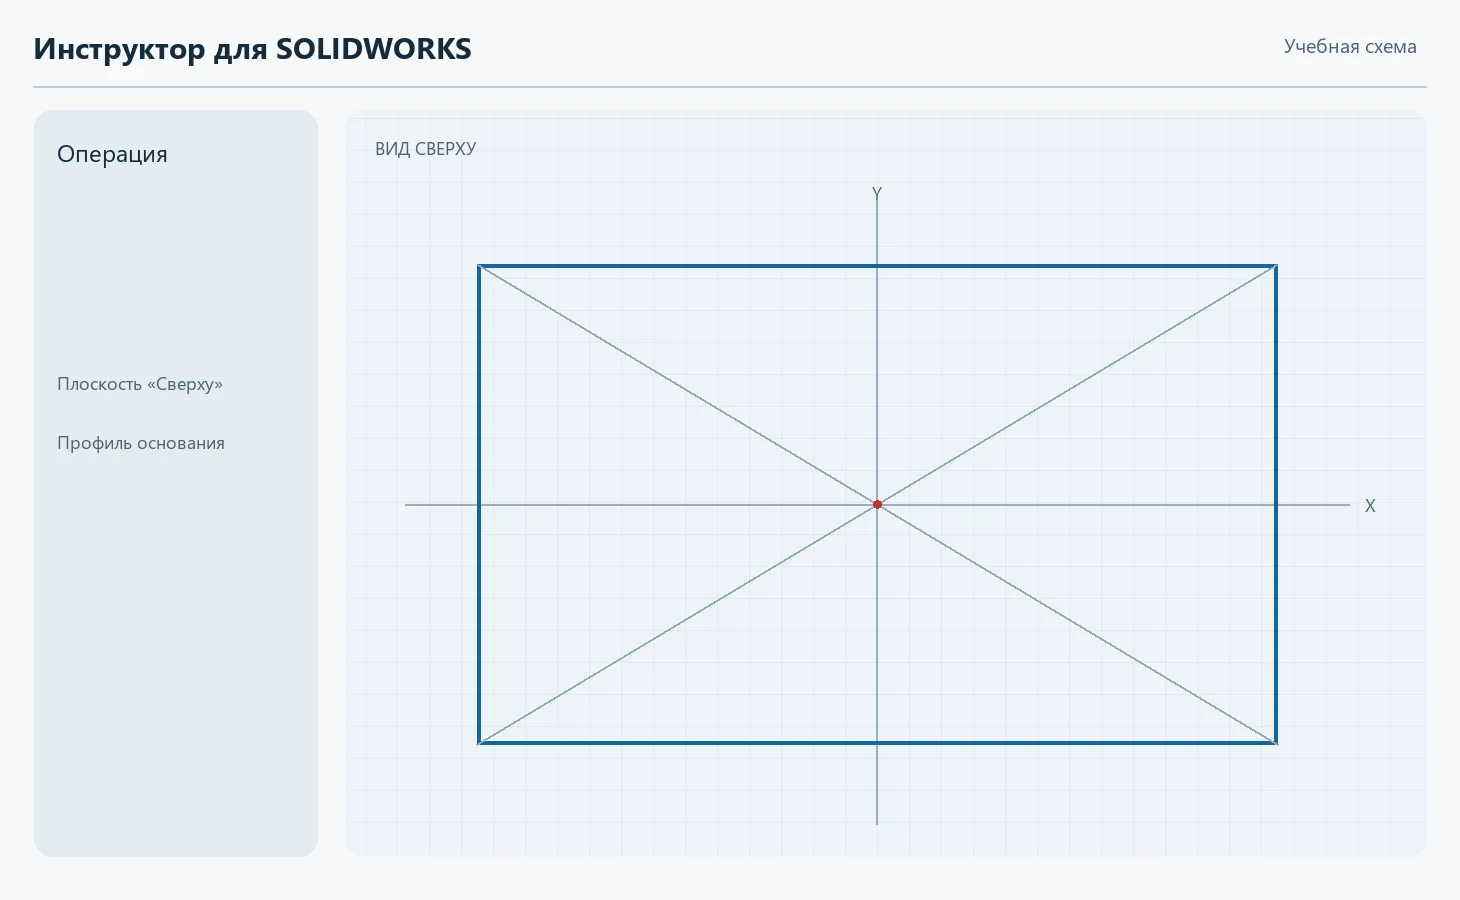 Инструктор для SOLIDWORKS
Учебная схема
Операция
Плоскость «Сверху»
Профиль основания
ВИД СВЕРХУ
Y
X